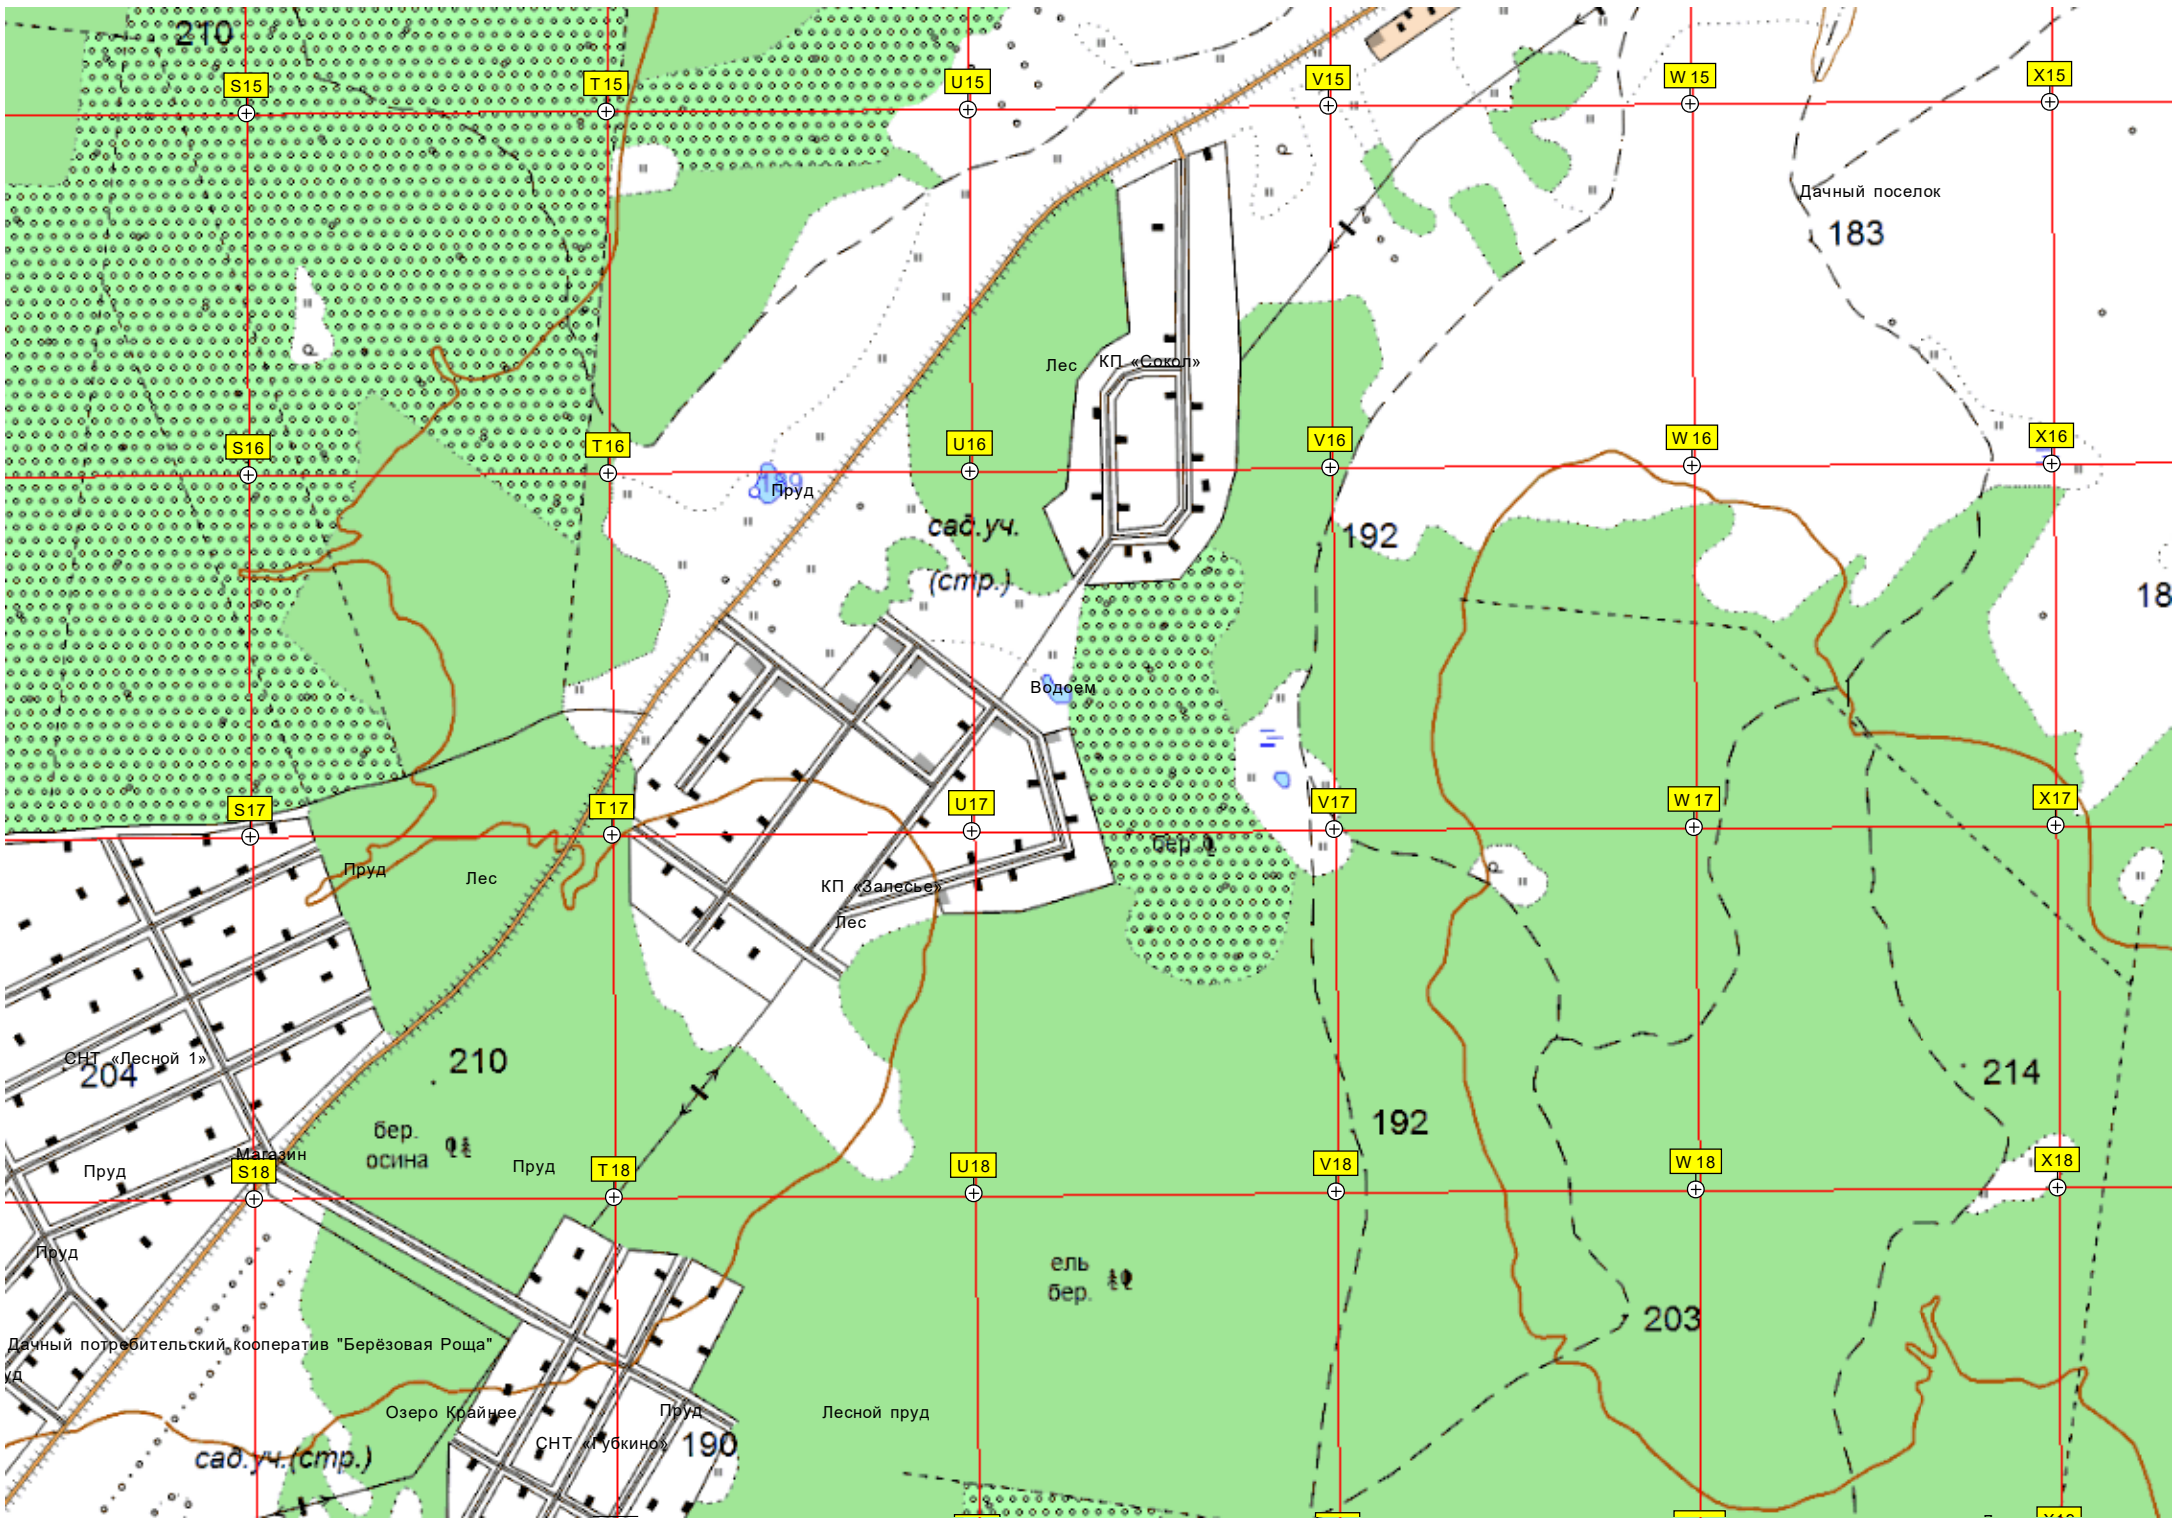 210
S15
T15
U15
V15
W15
X15
Дачный поселок
183
Лес
КП «Сокол»
S16
T16
U16
V16
W16
X16
189
Пруд
сад.уч.
(стр.)
192
18
Водоем
S17
T17
U17
V17
W17
X17
бер.
Пруд
Лес
КП «Залесье»
Лес
СНТ «Лесной 1»
204
210
214
бер.
осина
192
Магазин
Пруд
Пруд
S18
T18
U18
V18
W18
X18
Пруд
ель
бер.
203
Дачный потребительский кооператив "Берёзовая Роща"
уд
Озеро Крайнее
Пруд
Лесной пруд
СНТ «Губкино»
190
сад.уч.(стр.)